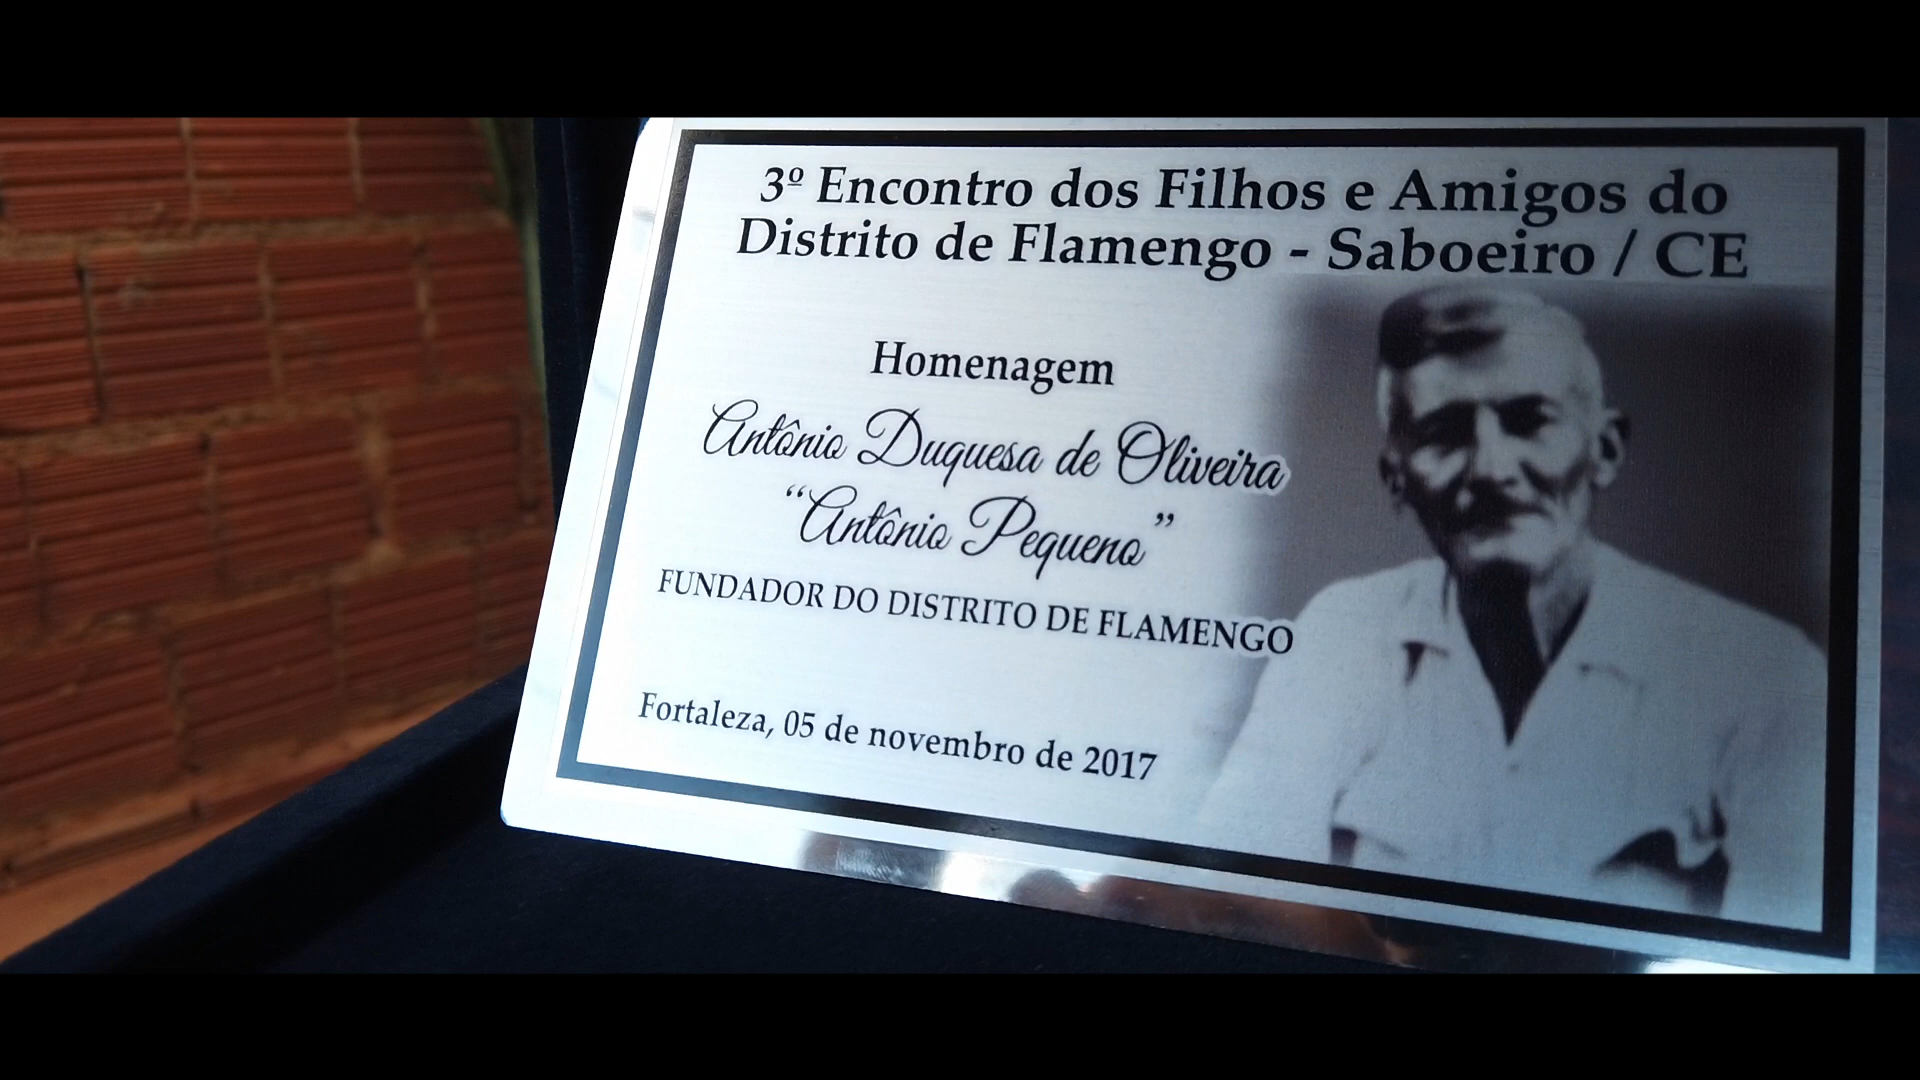 3º Encontro dos Filhos e Amigos do
Distrito de Flamengo - Saboeiro / CE
Homenagem
Antônio Duquesa de Oliveira
“Antônio Pequeno”
FUNDADOR DO DISTRITO DE FLAMENGO
Fortaleza, 05 de novembro de 2017